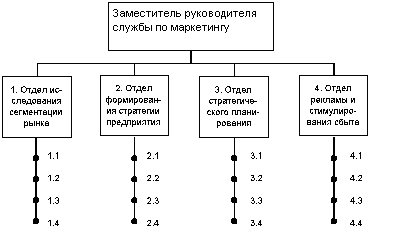 Заместитель руководителя
службы по маркетингу
1. Отдел ис-
следования
сегментации
рынка
2. Отдел
формирова-
ния стратегии
предприятия
3. Отдел
стратегиче-
ского плани-
рования
4. Отдел
рекламы и
стимулиро-
вания сбыта
1.1
2.1
3.1
4.1
1.2
2.2
3.2
4.2
1.3
2.3
3.3
4.3
1.4
2.4
3.4
4.4